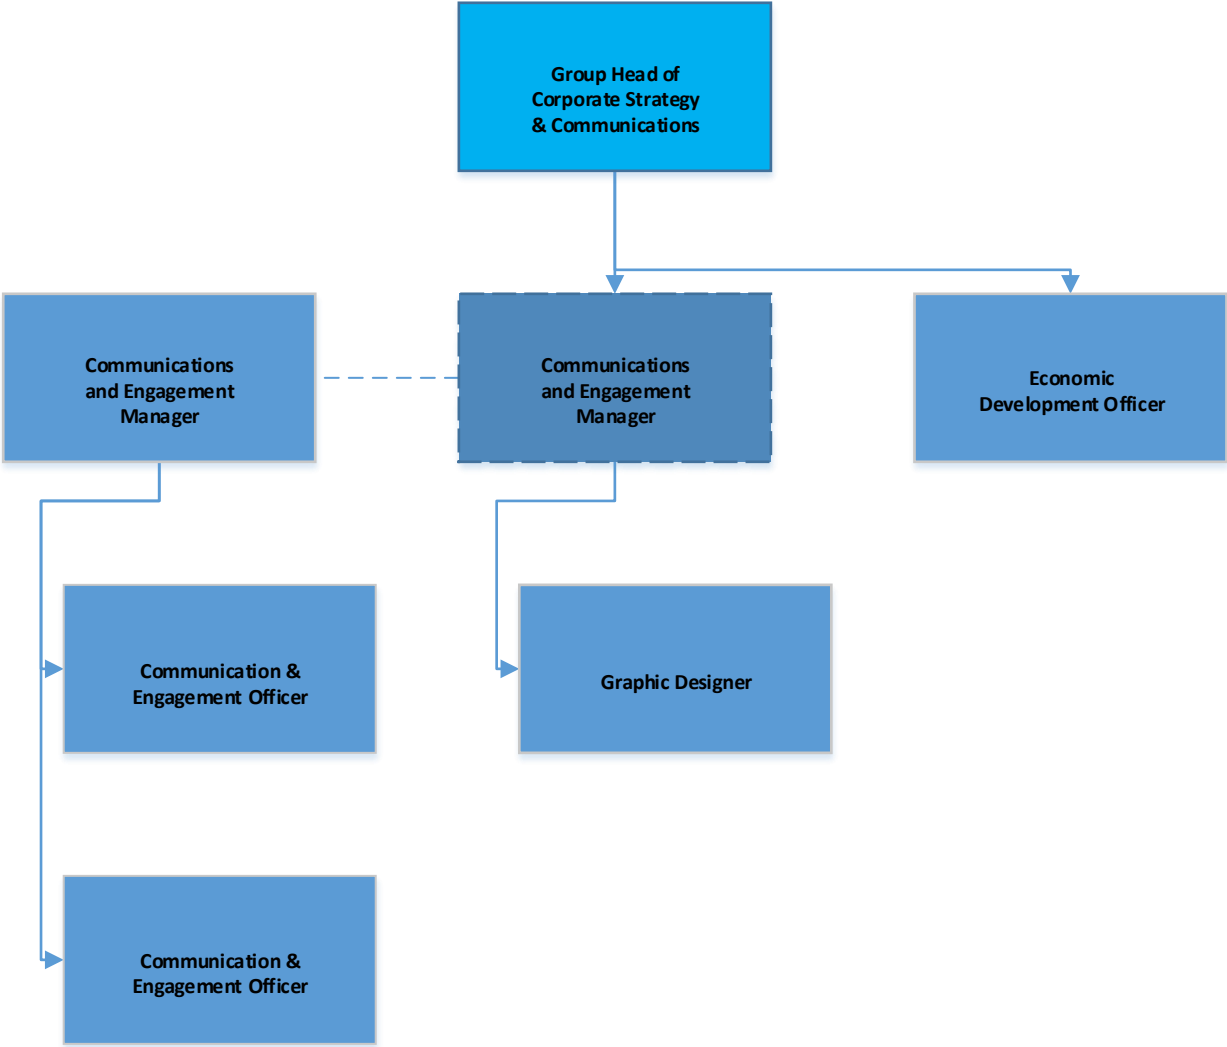 Group Head of
Corporate Strategy
& Communications
Communications
and Engagement
Manager
Communications
and Engagement
Manager
Economic
Development Officer
Communication &
Engagement Officer
Graphic Designer
Communication &
Engagement Officer